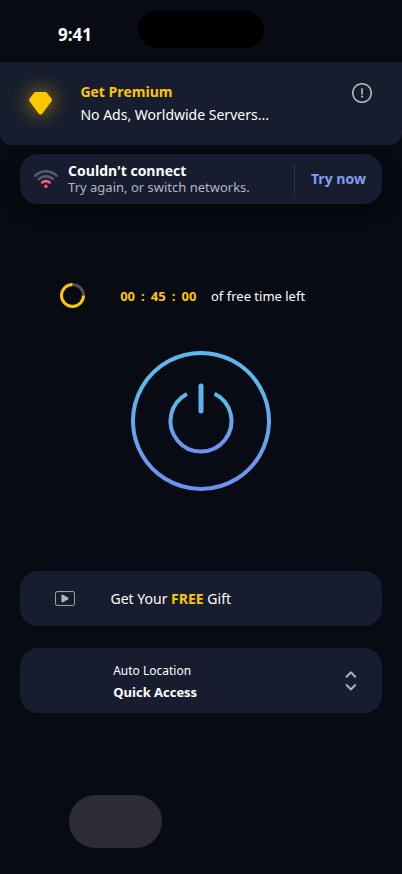 9:41
Get Premium
No Ads, Worldwide Servers...
Couldn't connect
Try again, or switch networks.
Try now
00 : 45 : 00 of free time left
Get Your FREE Gift
Auto Location
Quick Access